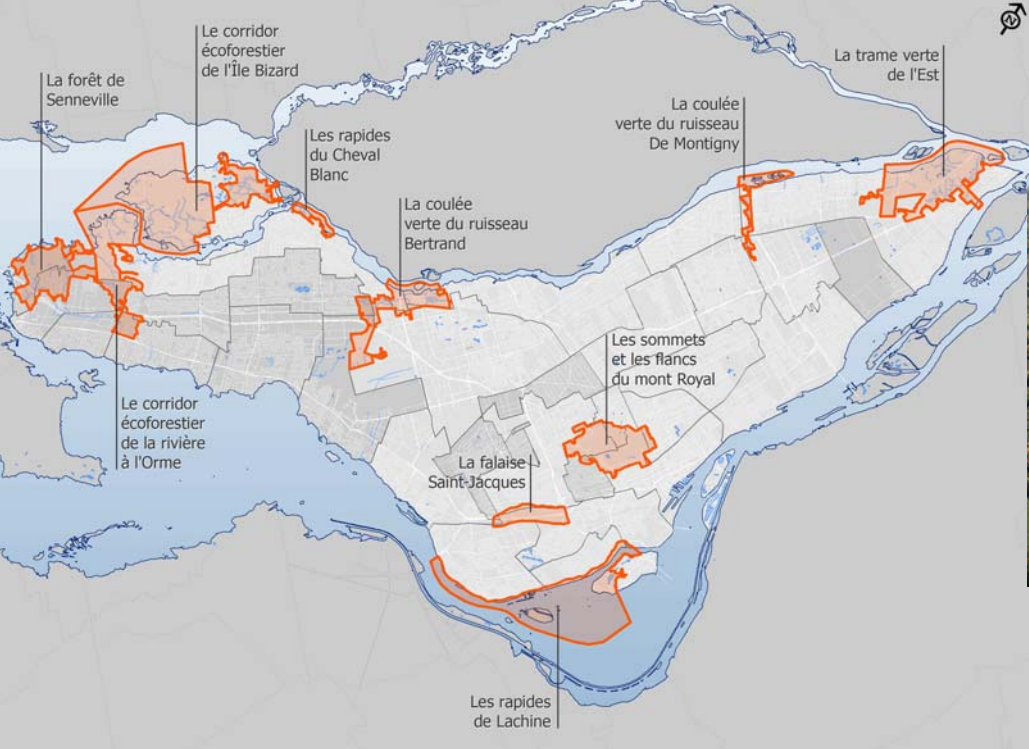 La forêt de
Senneville
Le corridor
écoforestier
de l'Île Bizard
Les rapides
du Cheval
Blanc
La coulée
verte du ruisseau
Bertrand
La coulée
verte du ruisseau
De Montigny
La trame verte
de l'Est
Les sommets
et les flancs
du mont Royal
Le corridor
écoforestier
de la rivière
à l'Orme
La falaise
Saint-Jacques
Les rapides
de Lachine
N